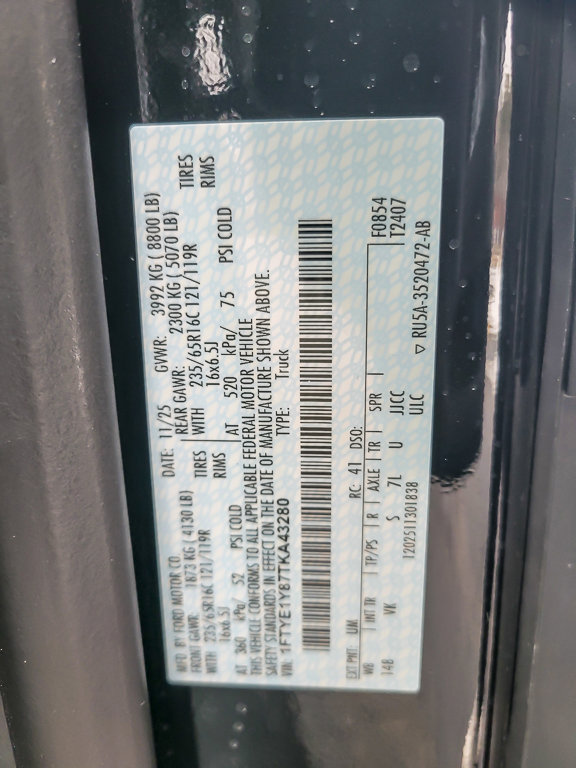 MFD. BY FORD MOTOR CO. DATE: 11/25 GVWR: 3992 KG ( 8800 LB)
FRONT GAWR: 1873 KG ( 4130 LB) REAR GAWR: 2300 KG ( 5070 LB)
WITH 235/65R16C 121/119R TIRES WITH 235/65R16C 121/119R TIRES
16x6.5J RIMS 16x6.5J RIMS
AT 360 kPa/ 52 PSI COLD AT 520 kPa/ 75 PSI COLD
THIS VEHICLE CONFORMS TO ALL APPLICABLE FEDERAL MOTOR VEHICLE
SAFETY STANDARDS IN EFFECT ON THE DATE OF MANUFACTURE SHOWN ABOVE.
VIN: 1FTYE1Y87TKA43280 TYPE: Truck
F0854
T2407
EXT PNT: UM RC: 41 DSO:
WB INT TR TP/PS R AXLE TR SPR
148 VK S 7L U JJCC
ULC
1202511301838 ▽ RU5A-3520472-AB